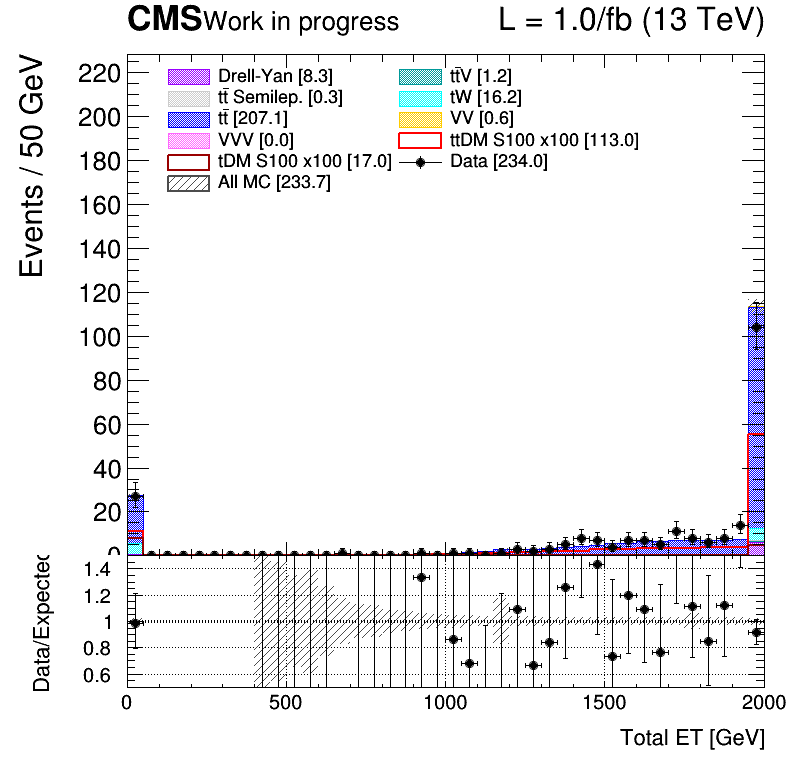 CMS Work in progress L = 1.0/fb (13 TeV)
Events / 50 GeV
220
200
180
160
140
120
100
80
60
40
20
0
Drell-Yan [8.3] tt̄V [1.2]
tt̄ Semilep. [0.3] tW [16.2]
tt̄ [207.1] VV [0.6]
VVV [0.0] ttDM S100 x100 [113.0]
tDM S100 x100 [17.0] Data [234.0]
All MC [233.7]
Data/Expected
1.4
1.2
1
0.8
0.6
0 500 1000 1500 2000
Total ET [GeV]